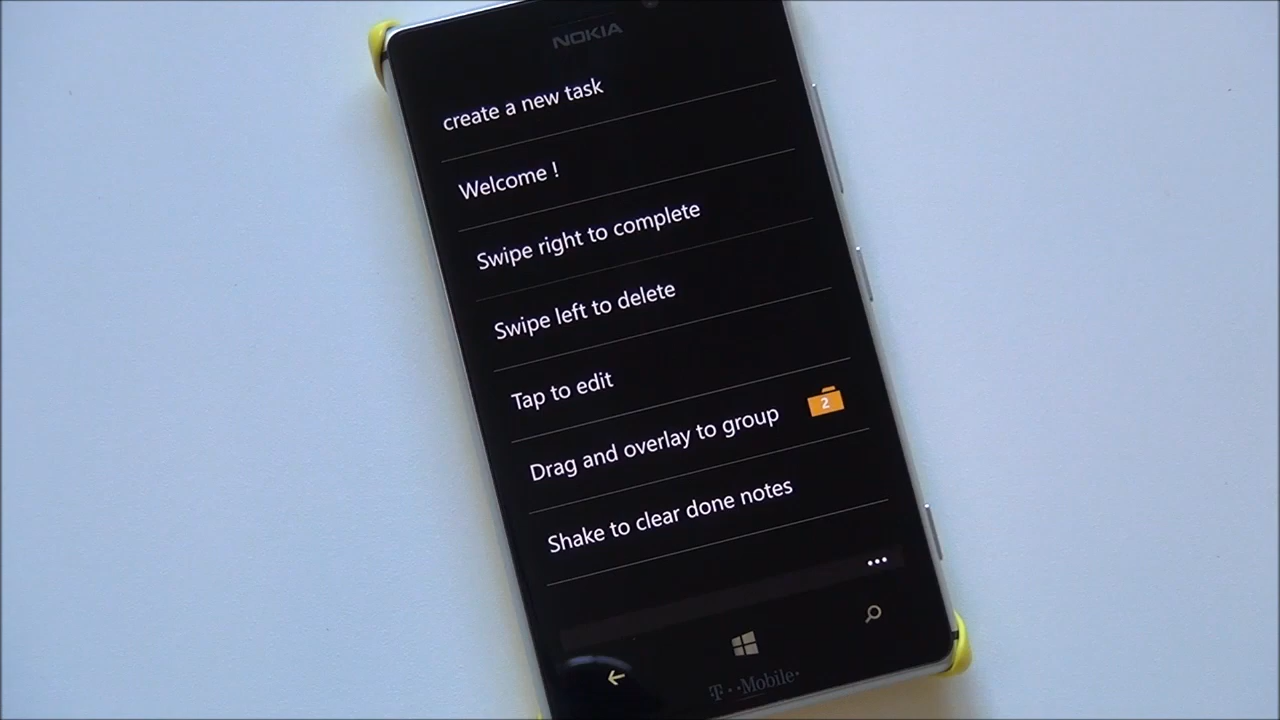 NOKIA
create a new task
Welcome !
Swipe right to complete
Swipe left to delete
Tap to edit
Drag and overlay to group
2
Shake to clear done notes
T··Mobile·